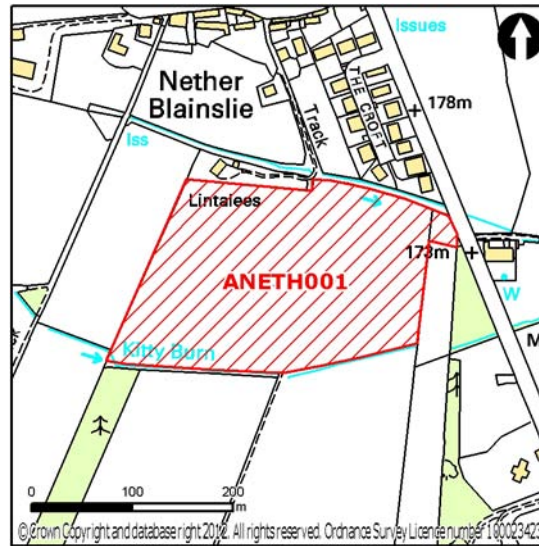 Issues
Nether
Blainslie
THE CROFT
178m
Track
Iss
Lintalees
173m
ANETH001
W
Kitty Burn
M
0 100 200
m
© Crown Copyright and database right 2012. All rights reserved. Ordnance Survey Licence number 100023423